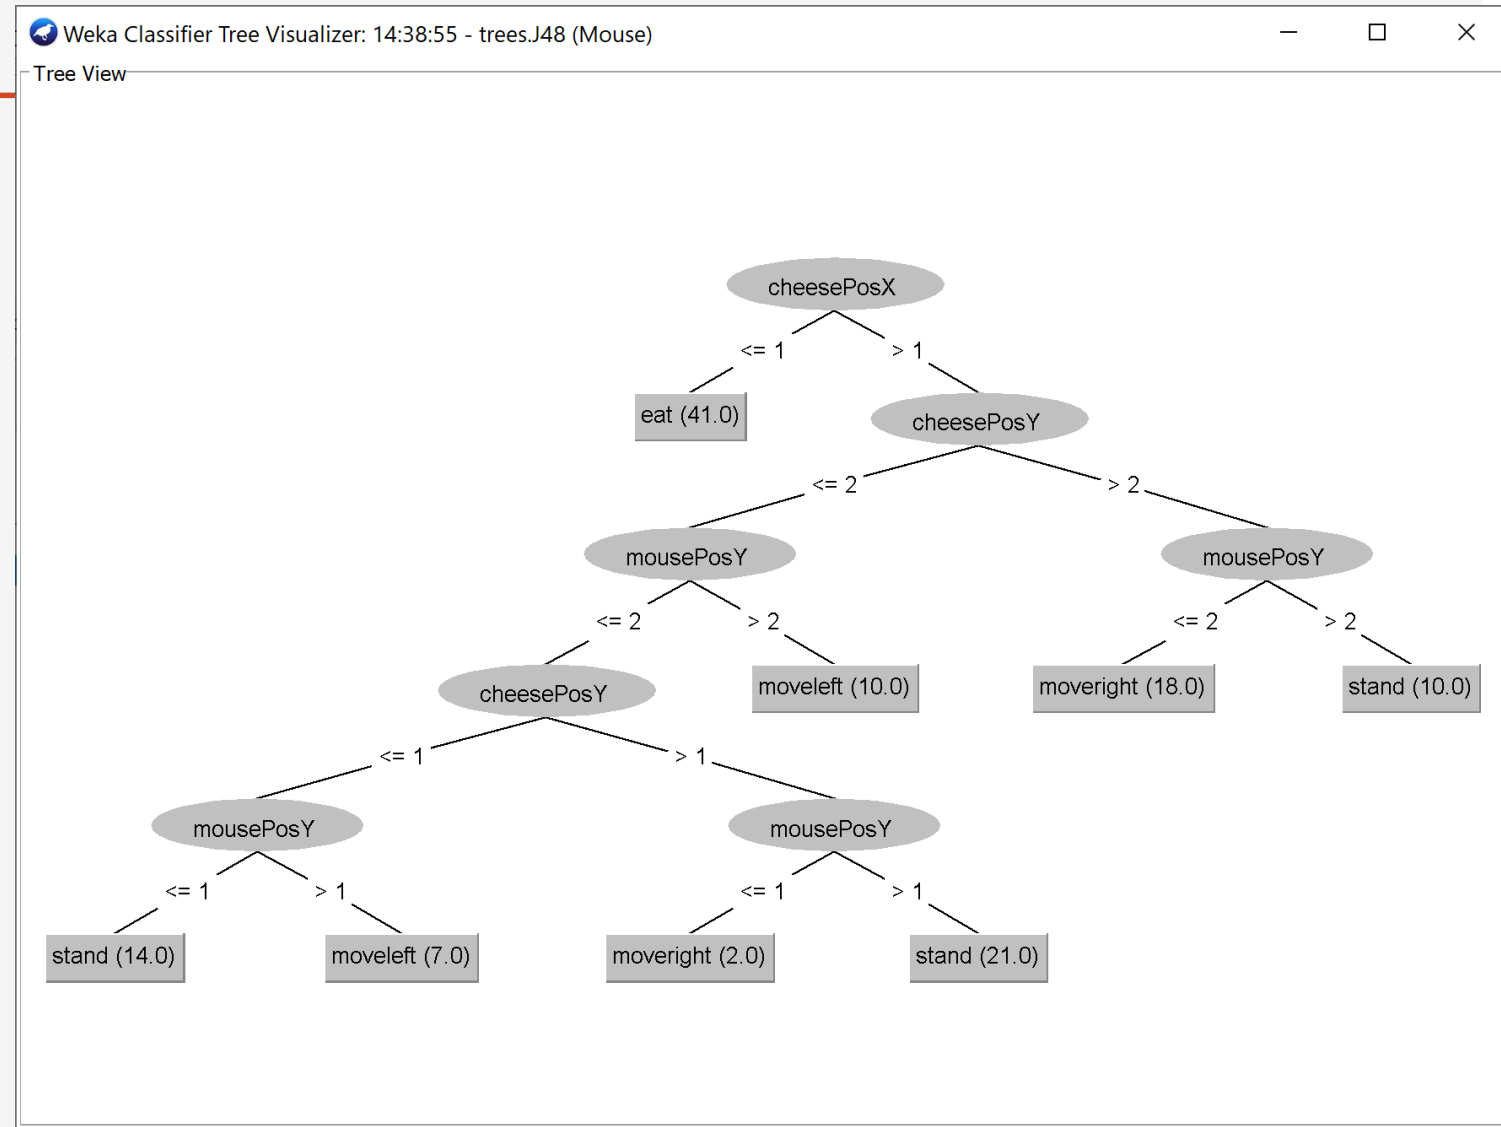 Weka Classifier Tree Visualizer: 14:38:55 - trees.J48 (Mouse)
Tree View
cheesePosX
<= 1 > 1
eat (41.0) cheesePosY
<= 2 > 2
mousePosY mousePosY
<= 2 > 2 <= 2 > 2
cheesePosY moveleft (10.0) moveright (18.0) stand (10.0)
<= 1 > 1
mousePosY mousePosY
<= 1 > 1 <= 1 > 1
stand (14.0) moveleft (7.0) moveright (2.0) stand (21.0)